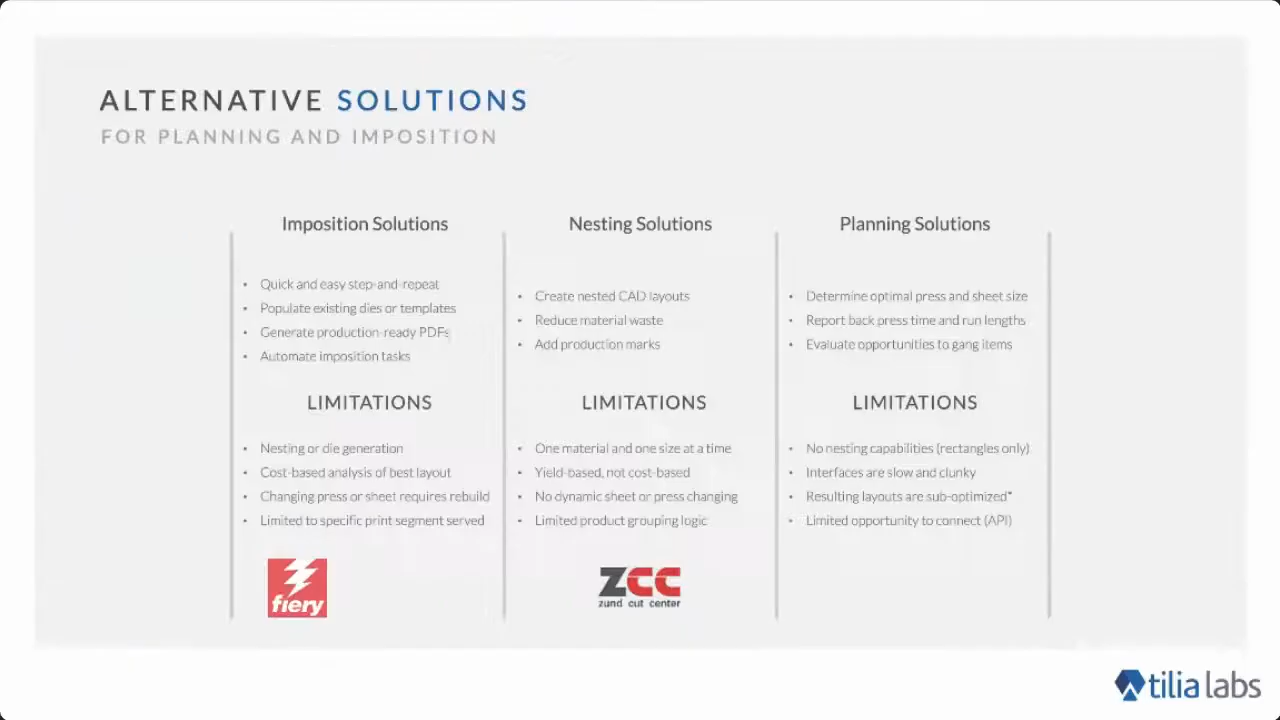 ALTERNATIVE SOLUTIONS
FOR PLANNING AND IMPOSITION
Imposition Solutions
• Quick and easy step-and-repeat
• Populate existing dies or templates
• Generate production-ready PDFs
• Automate imposition tasks
LIMITATIONS
• Nesting or die generation
• Cost-based analysis of best layout
• Changing press or sheet requires rebuild
• Limited to specific print segment served
fiery
Nesting Solutions
• Create nested CAD layouts
• Reduce material waste
• Add production marks
LIMITATIONS
• One material and one size at a time
• Yield-based, not cost-based
• No dynamic sheet or press changing
• Limited product grouping logic
ZCC
zund cut center
Planning Solutions
• Determine optimal press and sheet size
• Report back press time and run lengths
• Evaluate opportunities to gang items
LIMITATIONS
• No nesting capabilities (rectangles only)
• Interfaces are slow and clunky
• Resulting layouts are sub-optimized*
• Limited opportunity to connect (API)
tilia labs